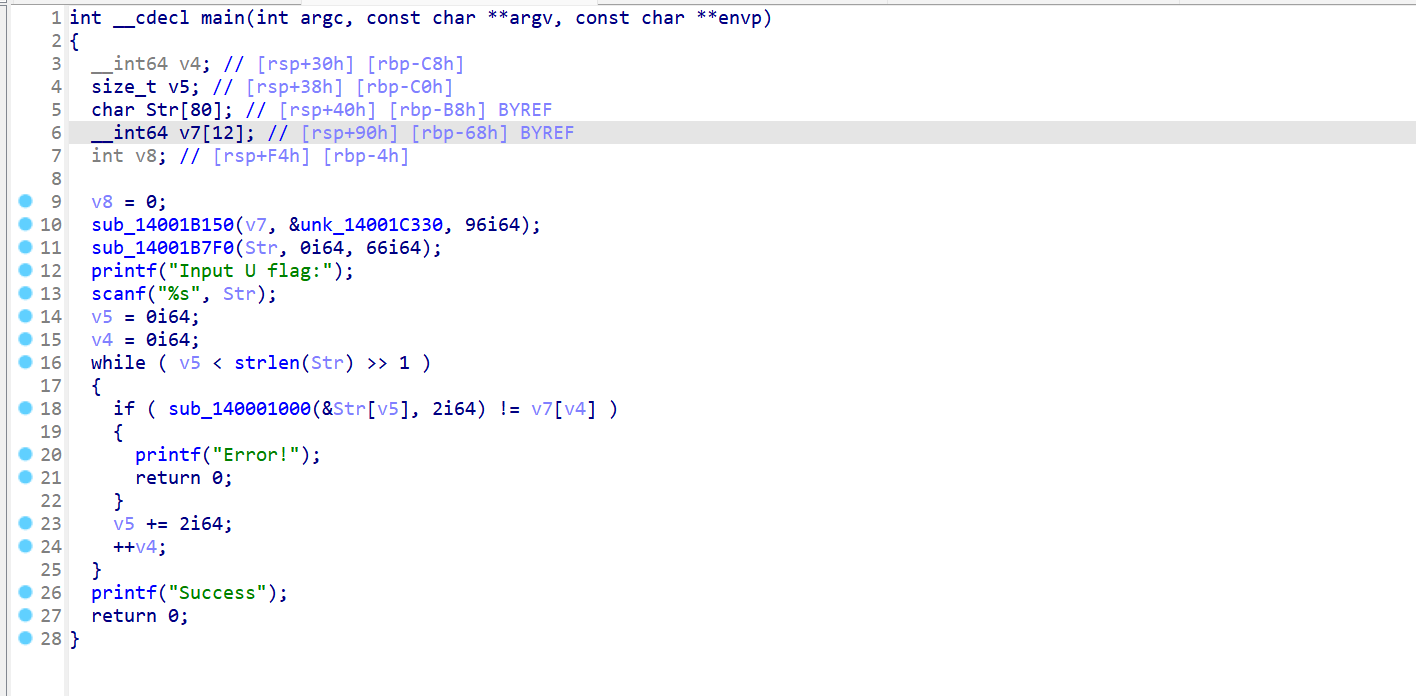 1 int __cdecl main(int argc, const char **argv, const char **envp)
2 {
3   __int64 v4; // [rsp+30h] [rbp-C8h]
4   size_t v5; // [rsp+38h] [rbp-C0h]
5   char Str[80]; // [rsp+40h] [rbp-B8h] BYREF
6   __int64 v7[12]; // [rsp+90h] [rbp-68h] BYREF
7   int v8; // [rsp+F4h] [rbp-4h]
8
9   v8 = 0;
10   sub_14001B150(v7, &unk_14001C330, 96i64);
11   sub_14001B7F0(Str, 0i64, 66i64);
12   printf("Input U flag:");
13   scanf("%s", Str);
14   v5 = 0i64;
15   v4 = 0i64;
16   while ( v5 < strlen(Str) >> 1 )
17   {
18     if ( sub_140001000(&Str[v5], 2i64) != v7[v4] )
19     {
20       printf("Error!");
21       return 0;
22     }
23     v5 += 2i64;
24     ++v4;
25   }
26   printf("Success");
27   return 0;
28 }